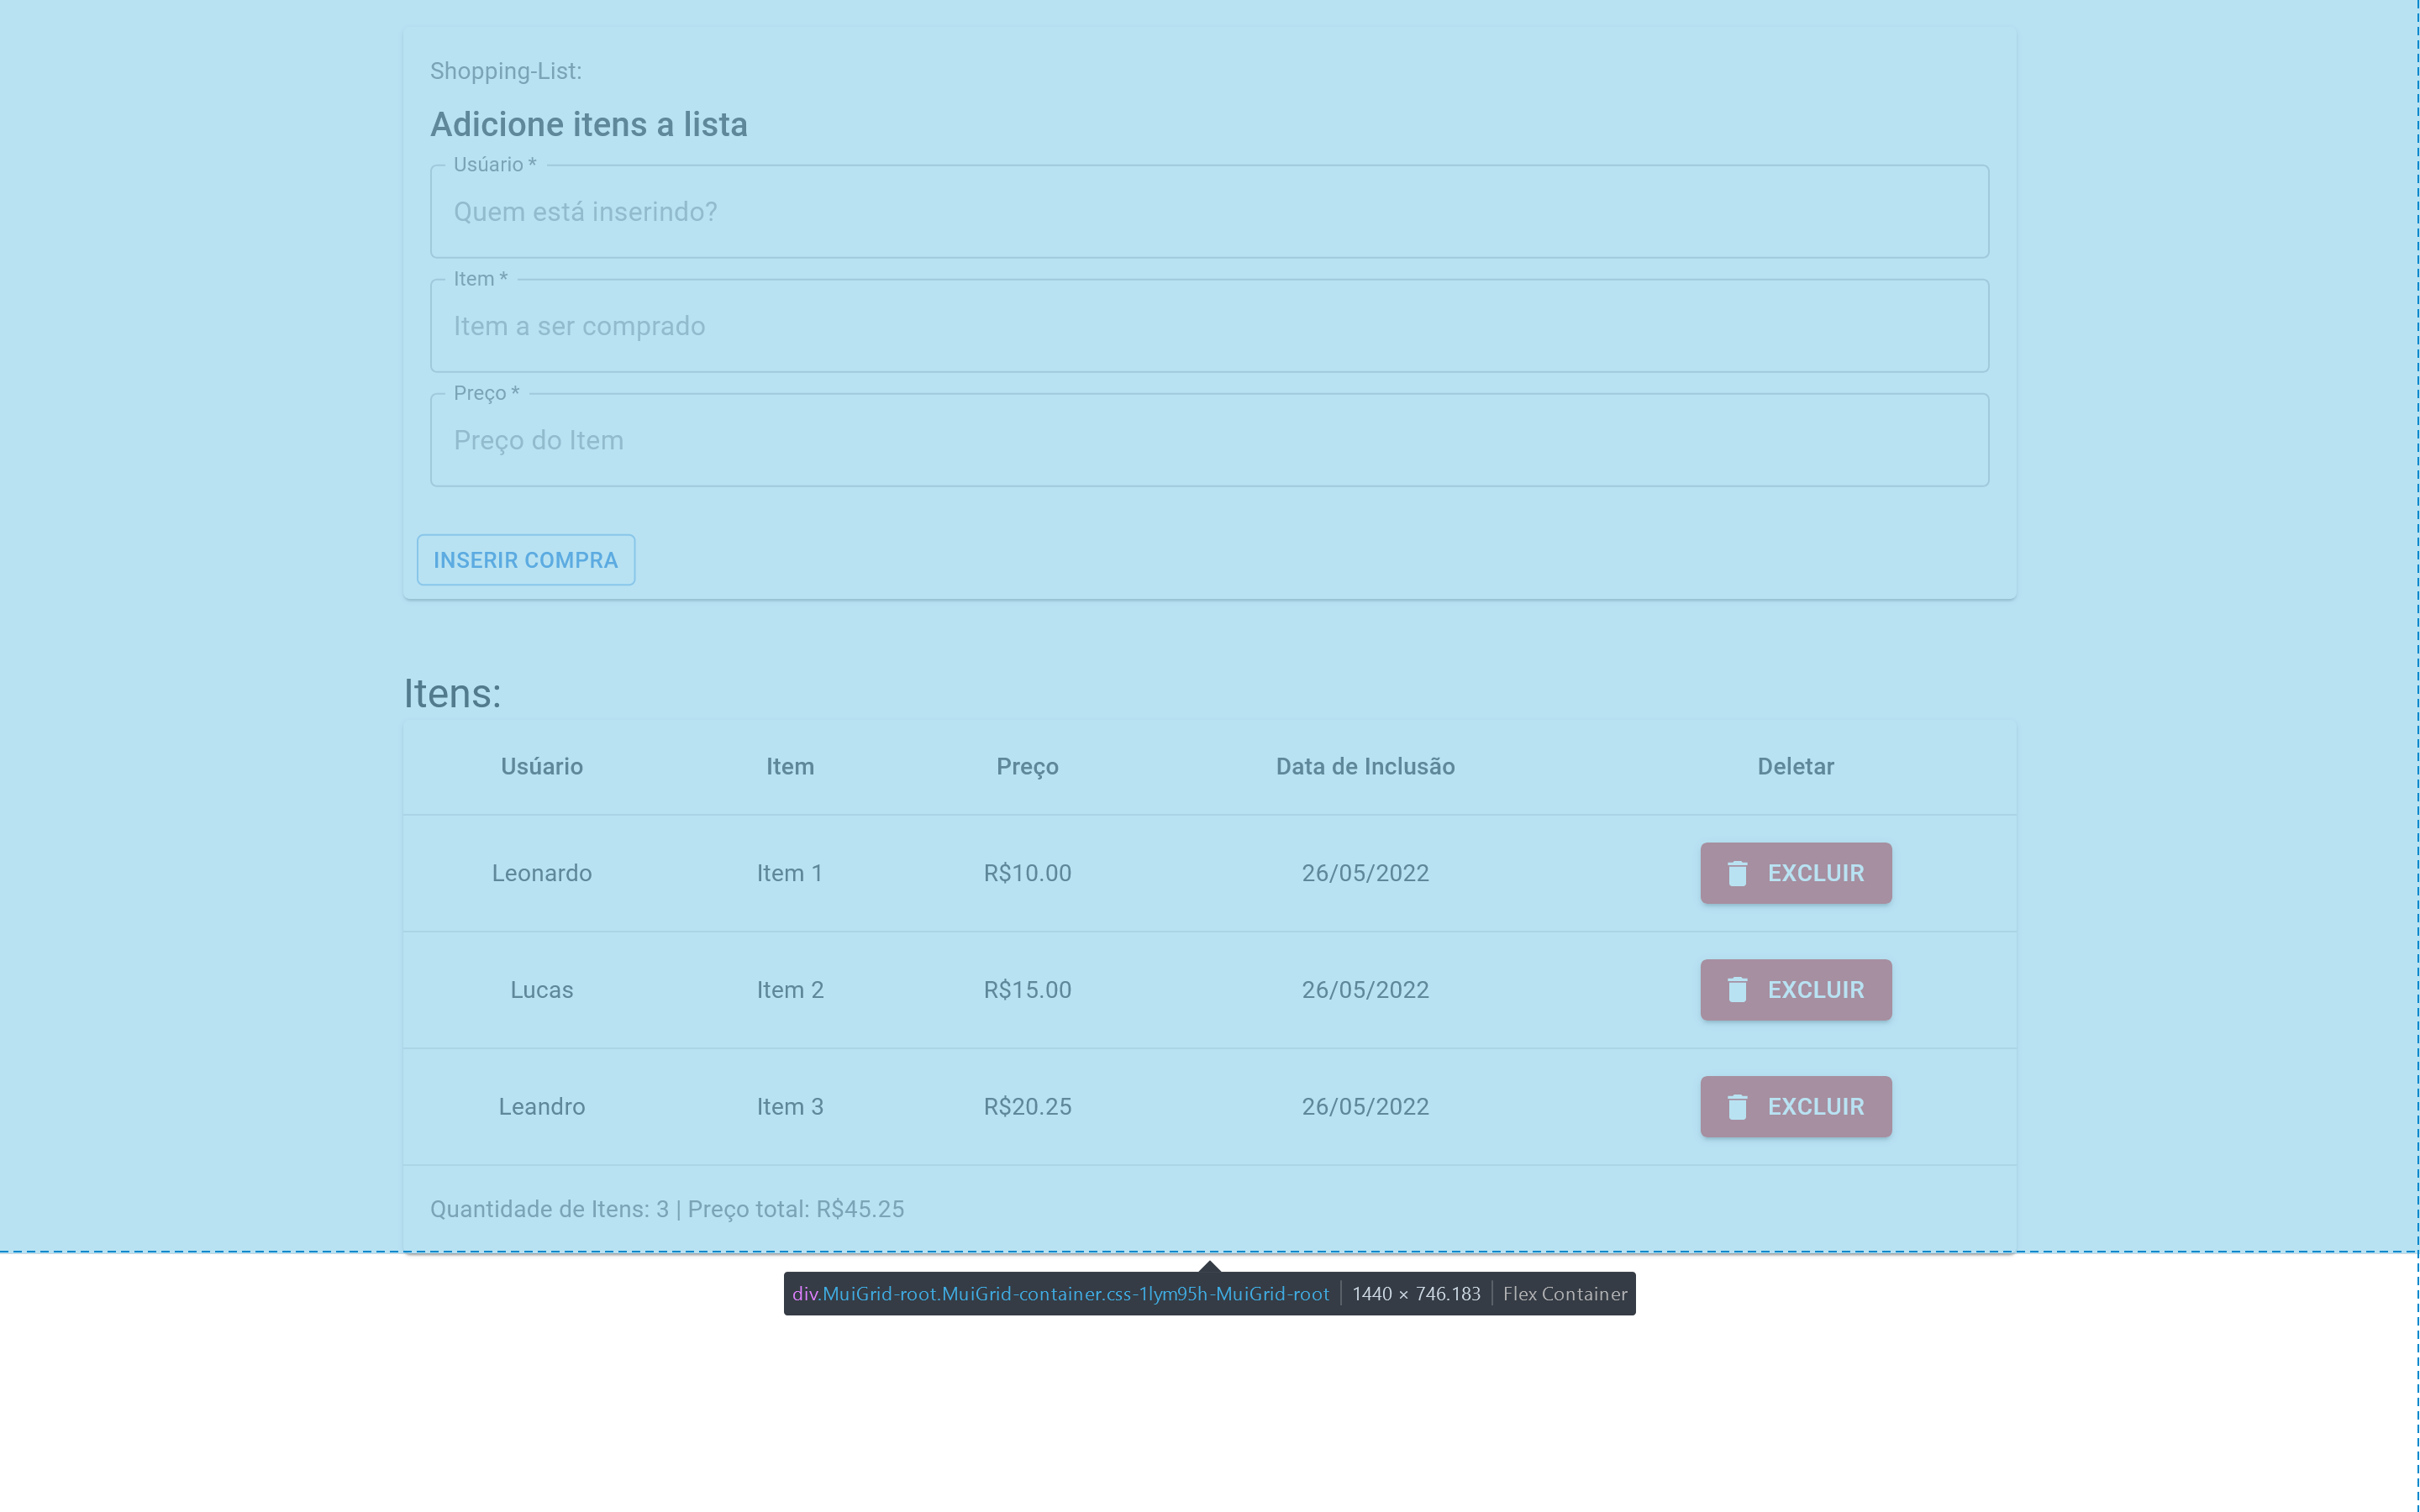 Shopping-List:
Adicione itens a lista
Usúario *
Quem está inserindo?
Item *
Item a ser comprado
Preço *
Preço do Item
INSERIR COMPRA
Itens:
Usúario Item Preço Data de Inclusão Deletar
Leonardo Item 1 R$10.00 26/05/2022 EXCLUIR
Lucas Item 2 R$15.00 26/05/2022 EXCLUIR
Leandro Item 3 R$20.25 26/05/2022 EXCLUIR
Quantidade de Itens: 3 | Preço total: R$45.25
div.MuiGrid-root.MuiGrid-container.css-1lym95h-MuiGrid-root 1440 × 746.183 Flex Container